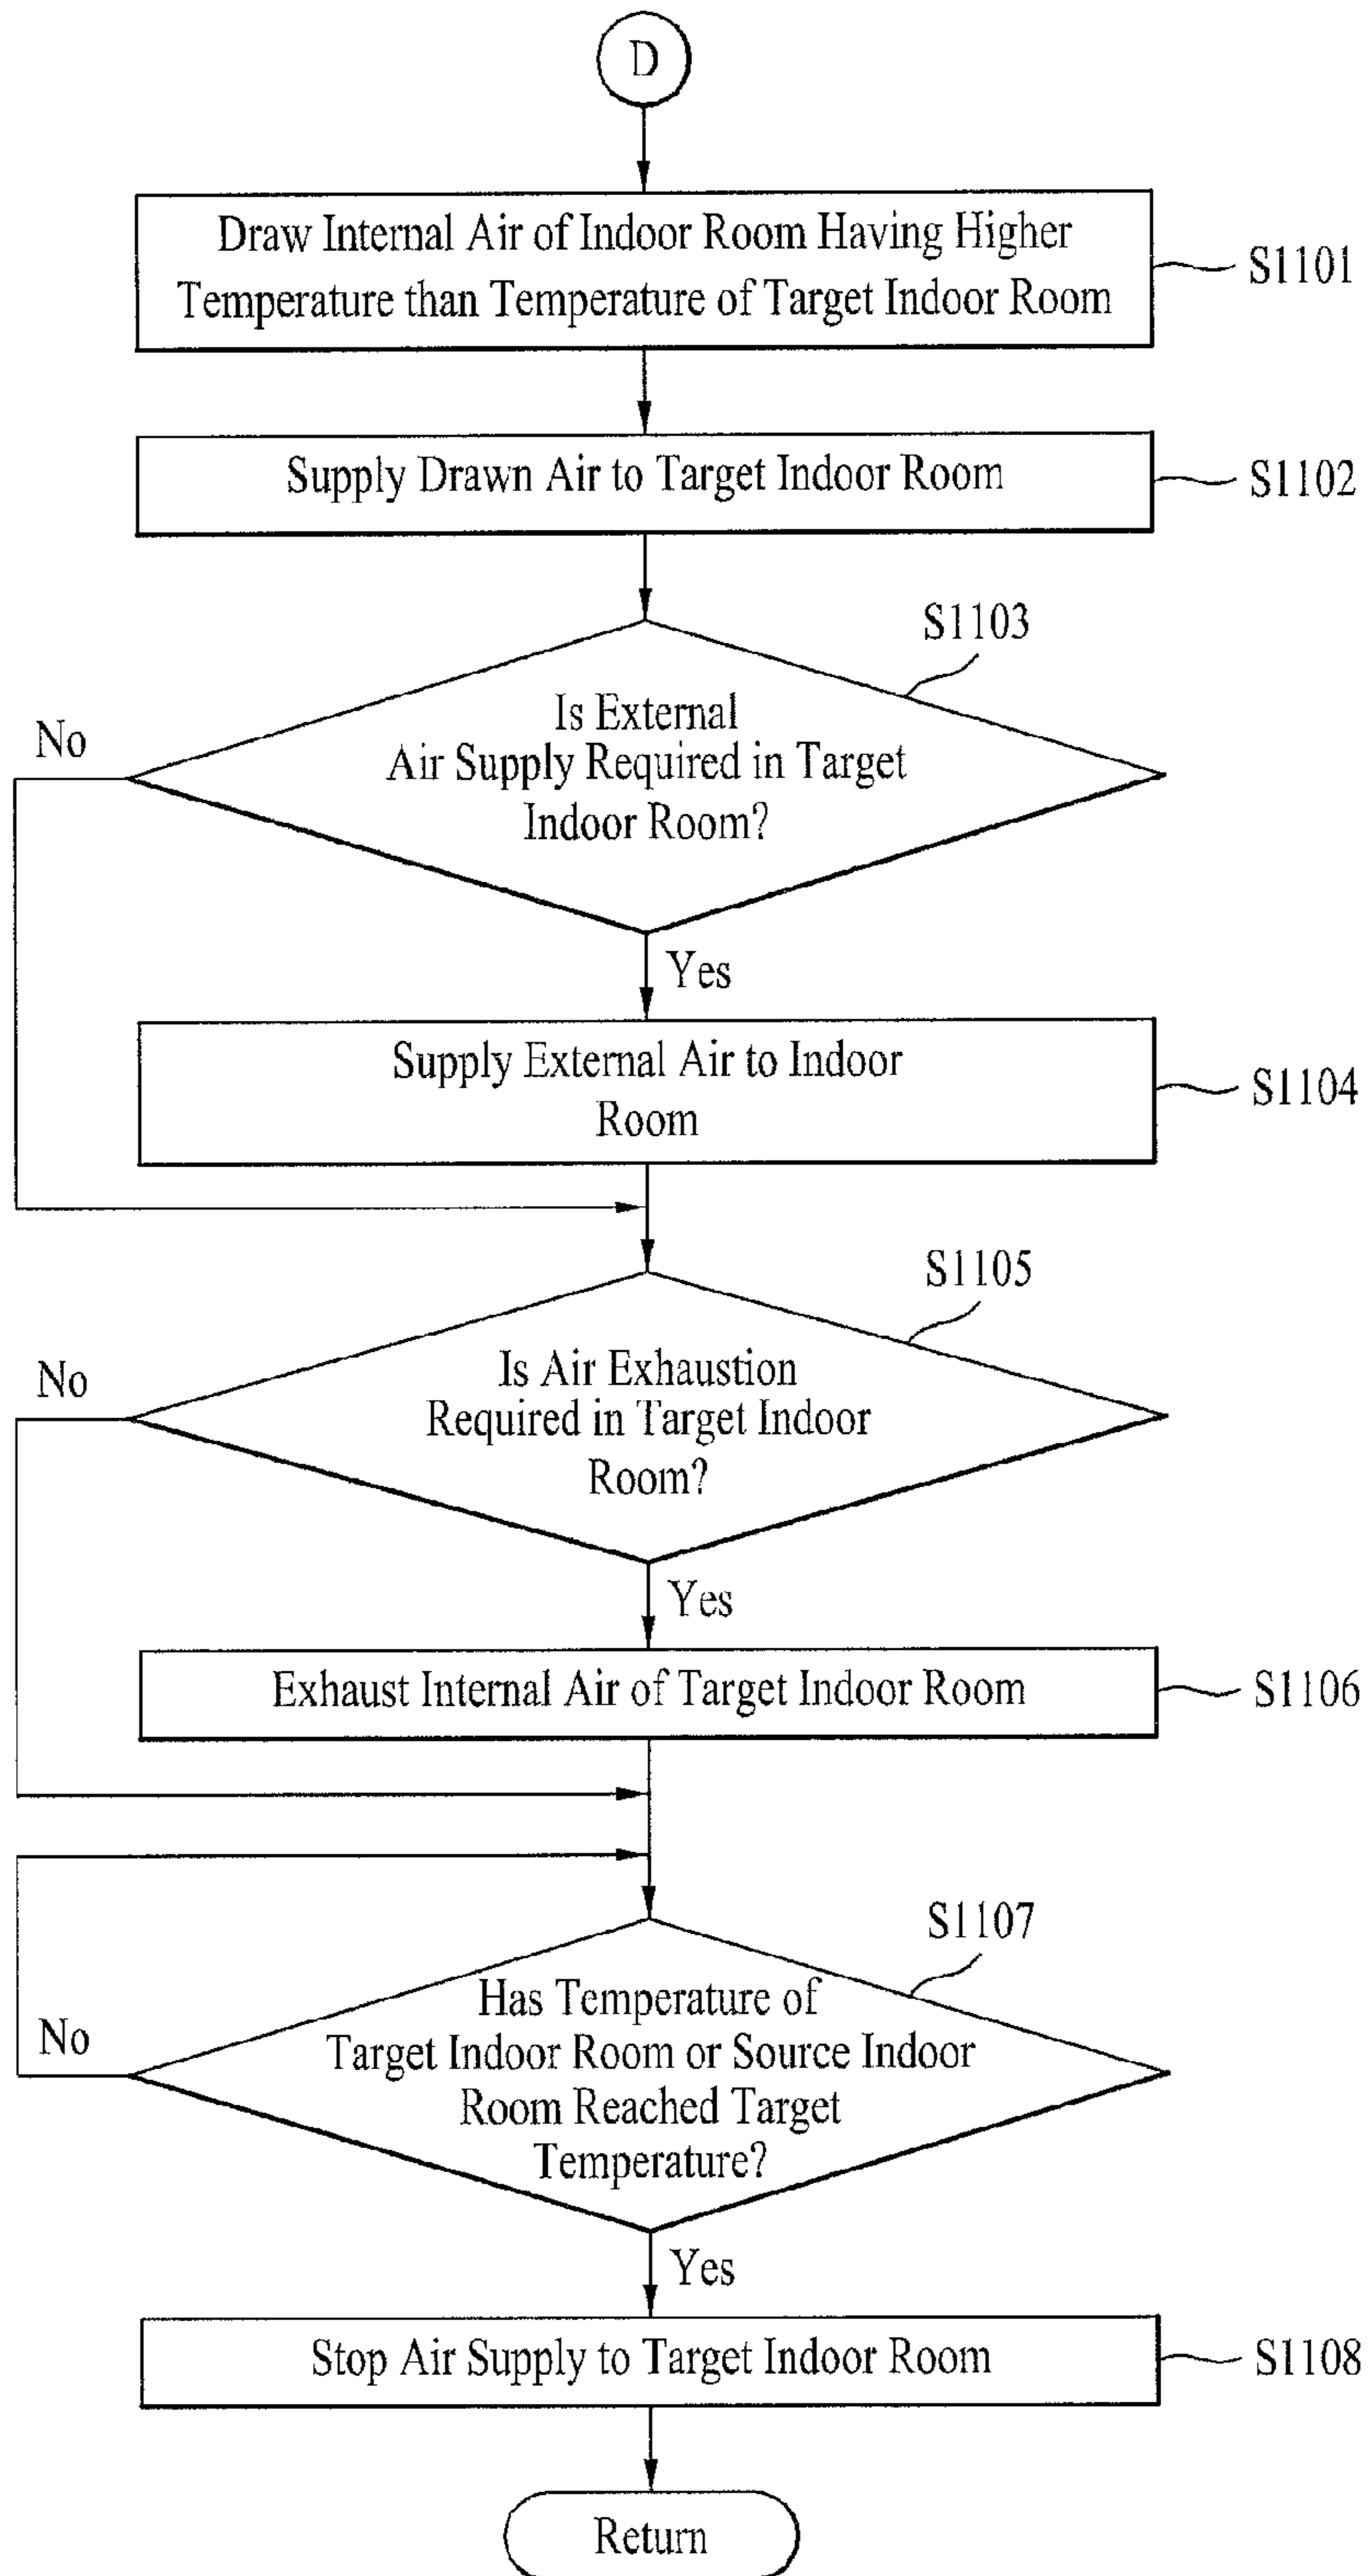 D
Draw Internal Air of Indoor Room Having Higher
Temperature than Temperature of Target Indoor Room
S1101
Supply Drawn Air to Target Indoor Room
S1102
S1103
Is External
Air Supply Required in Target
Indoor Room?
No
Yes
Supply External Air to Indoor
Room
S1104
S1105
Is Air Exhaustion
Required in Target Indoor
Room?
No
Yes
Exhaust Internal Air of Target Indoor Room
S1106
S1107
Has Temperature of
Target Indoor Room or Source Indoor
Room Reached Target
Temperature?
No
Yes
Stop Air Supply to Target Indoor Room
S1108
Return